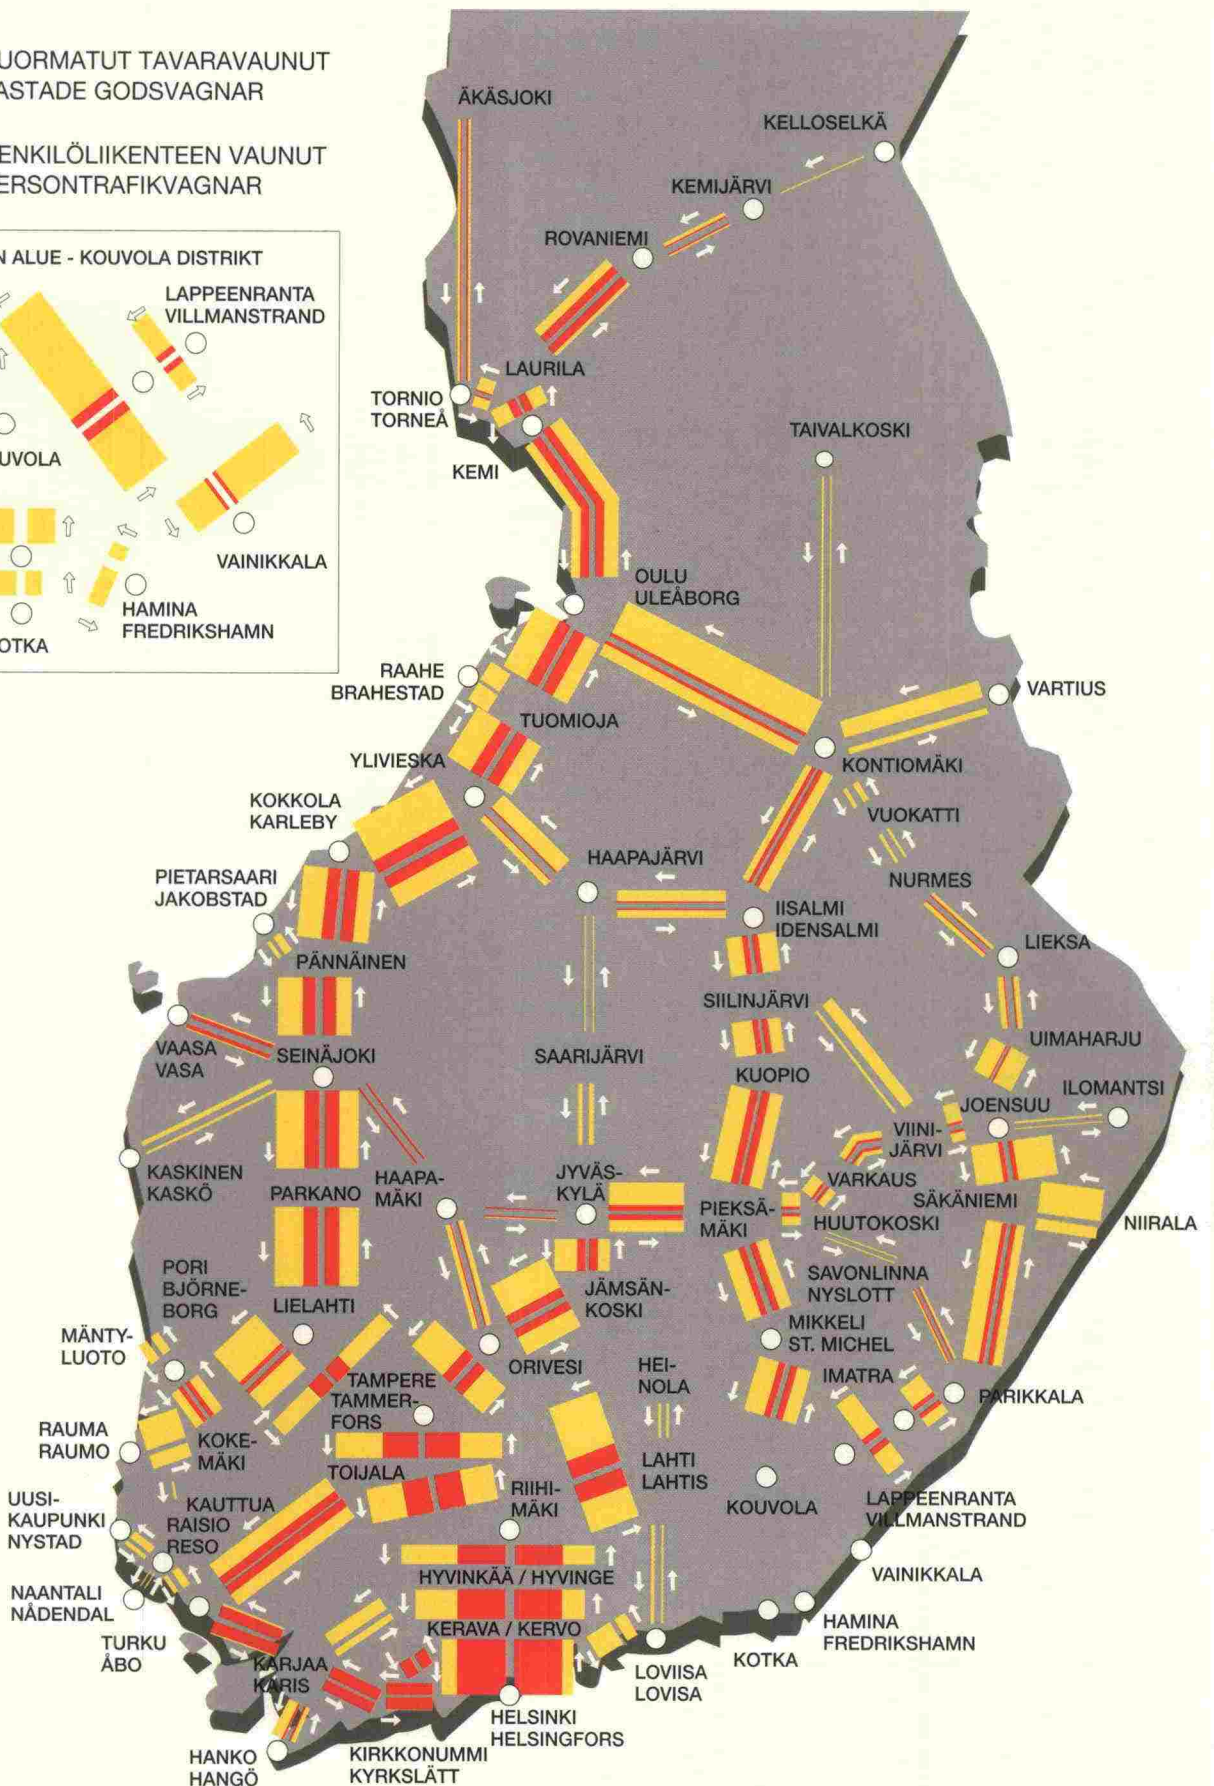 UORMATUT TAVARAVAUNUT
ASTADE GODSVAGNAR
ENKILÖLIIKENTEEN VAUNUT
ERSONTRAFIKVAGNAR
N ALUE - KOUVOLA DISTRIKT
LAPPEENRANTA
VILLMANSTRAND
UVOLA
VAINIKKALA
HAMINA
FREDRIKSHAMN
OTKA
ÄKÄSJOKI
KELLOSELKÄ
KEMIJÄRVI
ROVANIEMI
LAURILA
TORNIO
TORNEÅ
KEMI
TAIVALKOSKI
OULU
ULEÅBORG
RAAHE
BRAHESTAD
VARTIUS
TUOMIOJA
YLIVIESKA
KONTIOMÄKI
KOKKOLA
KARLEBY
VUOKATTI
HAAPAJÄRVI
PIETARSAARI
JAKOBSTAD
NURMES
IISALMI
IDENSALMI
LIEKSA
PÄNNÄINEN
SIILINJÄRVI
UIMAHARJU
VAASA
VASA
SEINÄJOKI
SAARIJÄRVI
KUOPIO
ILOMANTSI
JOENSUU
VIINI-
JÄRVI
KASKINEN
KASKÖ
PARKANO
HAAPA-
MÄKI
JYVÄS-
KYLÄ
VARKAUS
SÄKÄNIEMI
PIEKSÄ-
MÄKI
HUUTOKOSKI
NIIRALA
PORI
BJÖRNE-
BORG
LIELAHTI
JÄMSÄN-
KOSKI
SAVONLINNA
NYSLOTT
MÄNTY-
LUOTO
MIKKELI
ST. MICHEL
ORIVESI
HEI-
NOLA
IMATRA
TAMPERE
TAMMER-
FORS
PARIKKALA
RAUMA
RAUMO
KOKE-
MÄKI
LAHTI
LAHTIS
TOIJALA
RIIHI-
MÄKI
KOUVOLA
UUSI-
KAUPUNKI
NYSTAD
KAUTTUA
RAISIO
RESO
LAPPEENRANTA
VILLMANSTRAND
HYVINKÄÄ / HYVINGE
VAINIKKALA
NAANTALI
NÅDENDAL
KERAVA / KERVO
HAMINA
FREDRIKSHAMN
TURKU
ÅBO
KARJAA
KARIS
KOTKA
LOVIISA
LOVISA
HELSINKI
HELSINGFORS
HANKO
HANGÖ
KIRKKONUMMI
KYRKSLÄTT